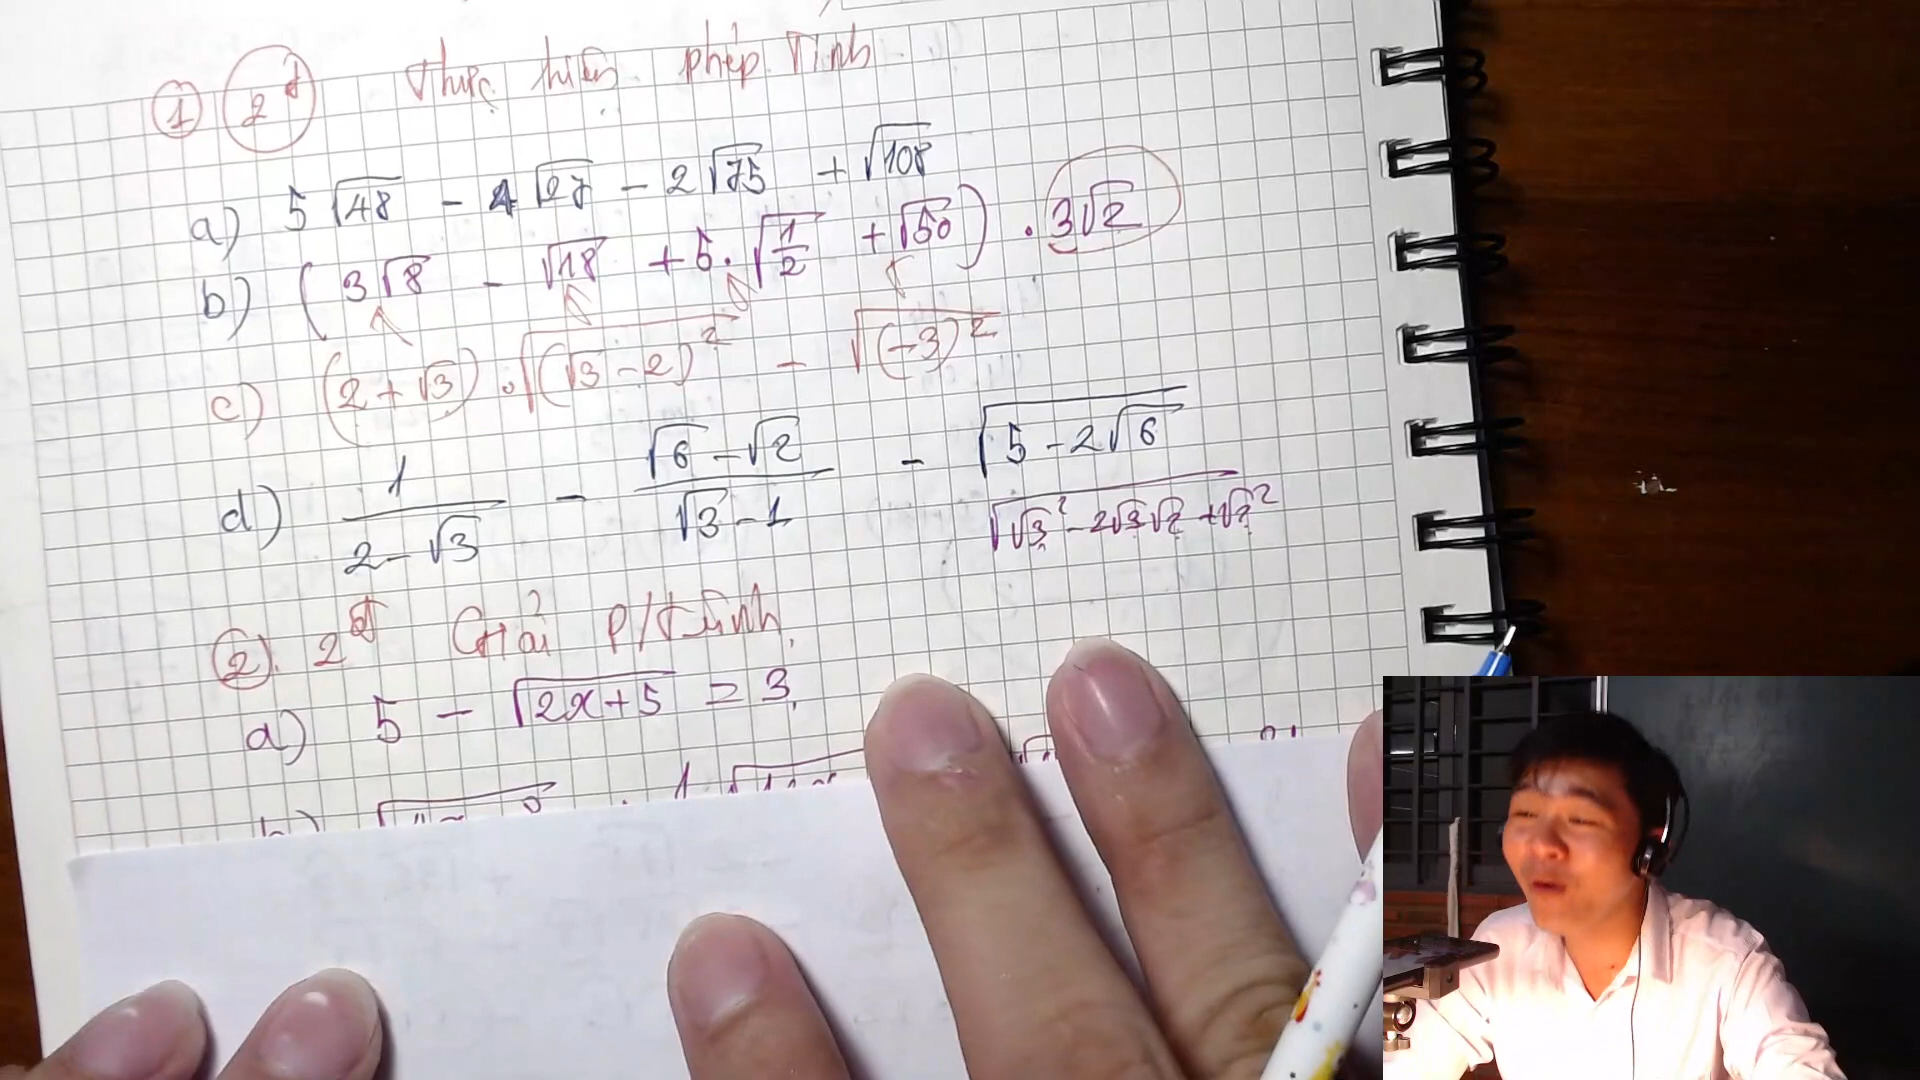 ① 2đ Thực hiện phép tính
a) 5√48 - 4√27 - 2√75 + √108
b) (3√8 - √18 + 5.√(1/2) + √50) . 3√2
c) (2+√3) . √((√3-2)²) - √((-3)²)
d) 1/(2-√3) - (√6-√2)/(√3-1) - √(5-2√6)
√(√3² - 2√3√2 + √2²)
②. 2đ Giải p/trình.
a) 5 - √(2x+5) = 3
b)